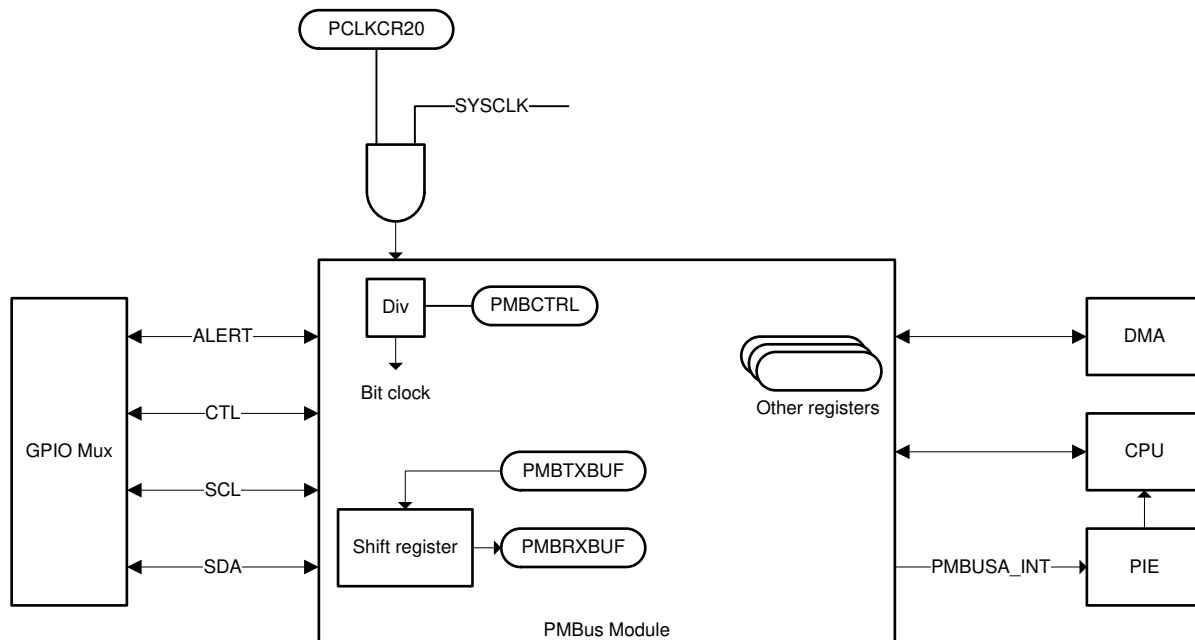 PCLKCR20
SYSCLK
Div
PMBCTRL
ALERT
DMA
Bit clock
Other registers
CTL
GPIO Mux
CPU
PMBTXBUF
SCL
Shift register
PMBRXBUF
SDA
PMBUSA_INT
PIE
PMBus Module